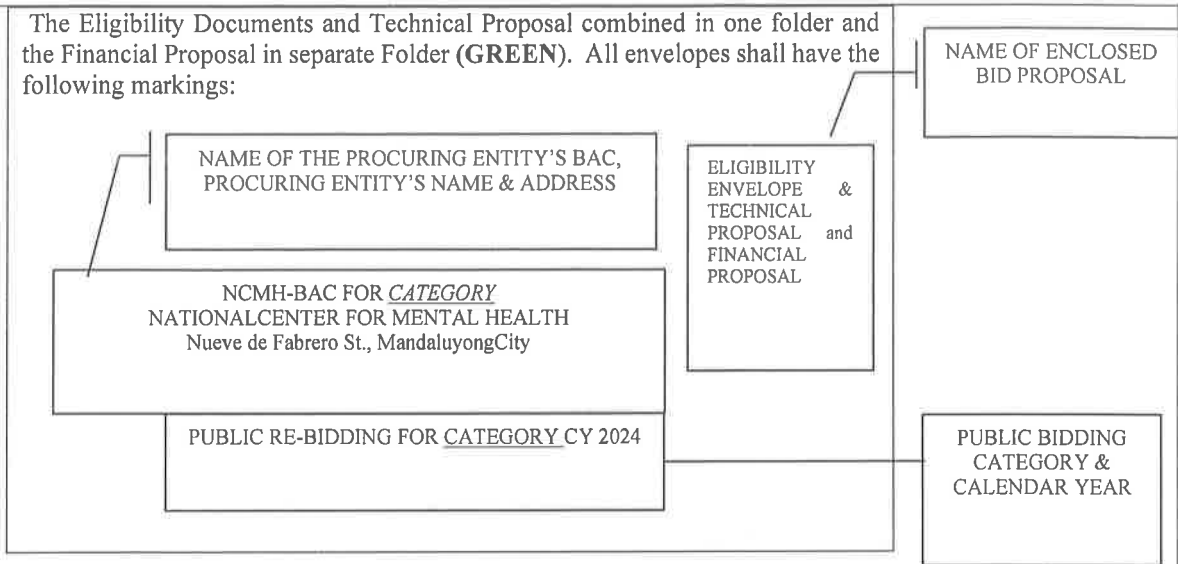 The Eligibility Documents and Technical Proposal combined in one folder and
the Financial Proposal in separate Folder (GREEN). All envelopes shall have the
following markings:
NAME OF ENCLOSED
BID PROPOSAL
NAME OF THE PROCURING ENTITY'S BAC,
PROCURING ENTITY'S NAME & ADDRESS
ELIGIBILITY
ENVELOPE &
TECHNICAL
PROPOSAL and
FINANCIAL
PROPOSAL
NCMH-BAC FOR CATEGORY
NATIONALCENTER FOR MENTAL HEALTH
Nueve de Fabrero St., MandaluyongCity
PUBLIC RE-BIDDING FOR CATEGORY CY 2024
PUBLIC BIDDING
CATEGORY &
CALENDAR YEAR